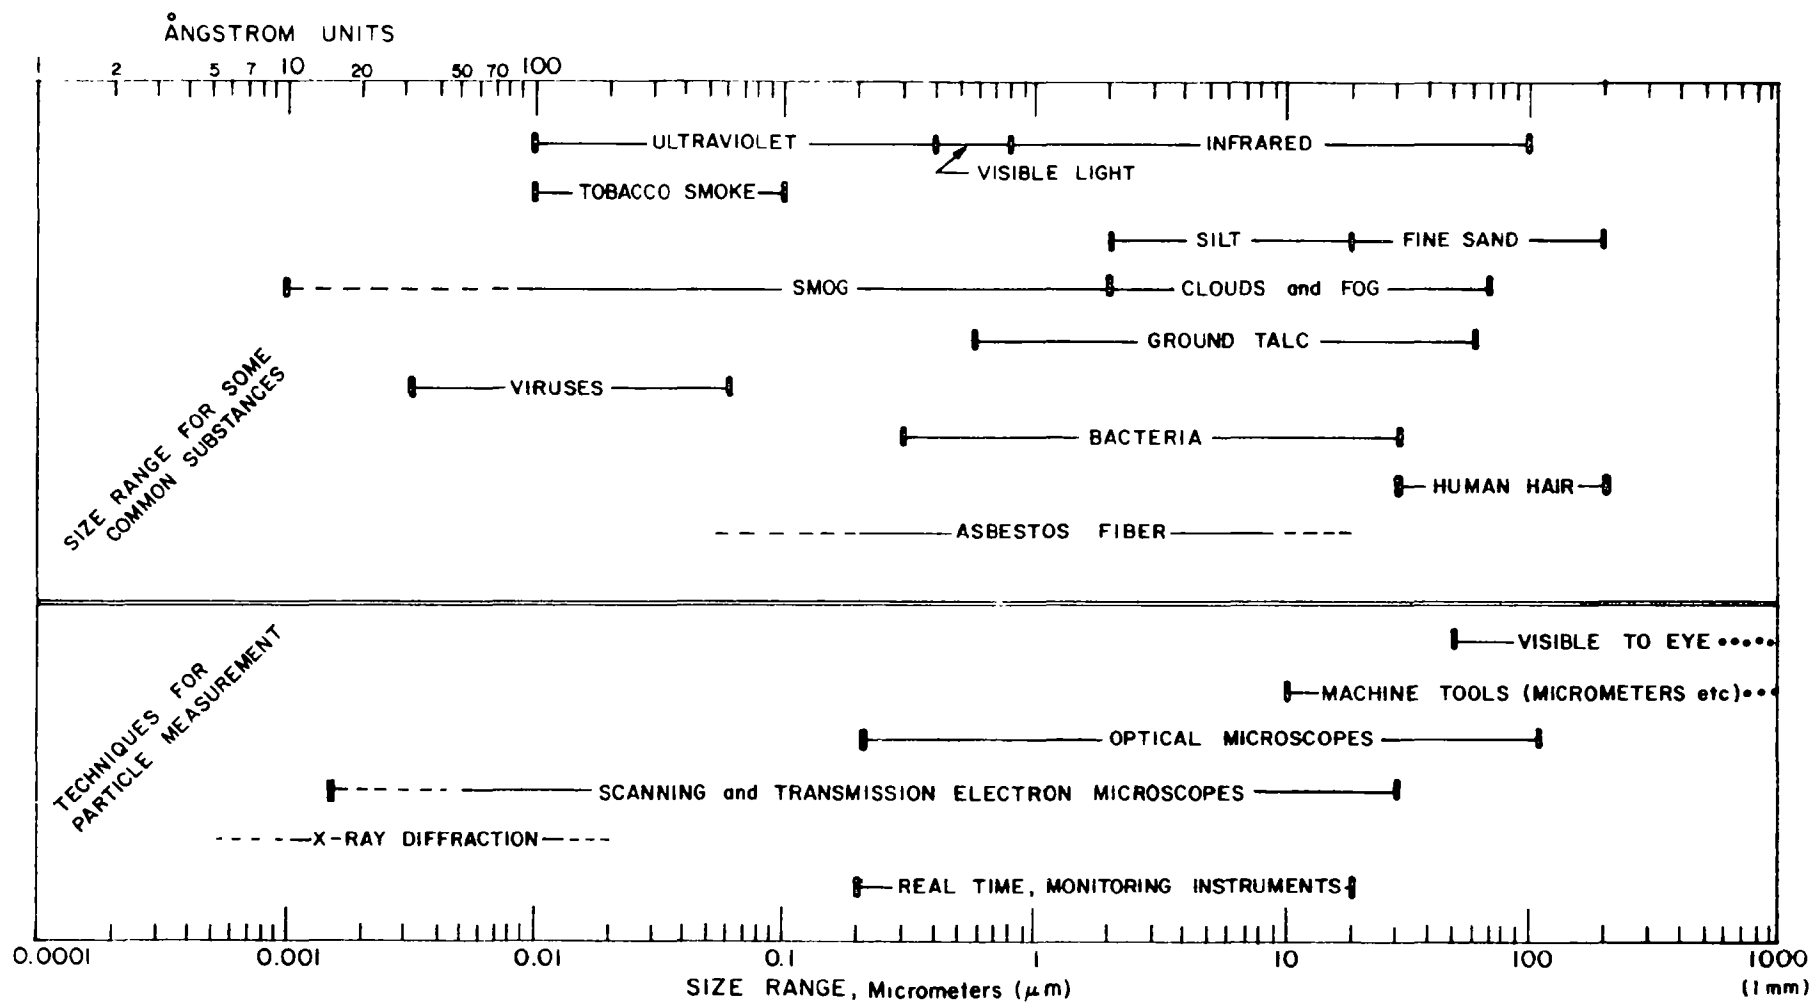 ÅNGSTROM UNITS
1 2 5 7 10 20 50 70 100
ULTRAVIOLET INFRARED
VISIBLE LIGHT
TOBACCO SMOKE
SILT FINE SAND
SMOG CLOUDS and FOG
GROUND TALC
VIRUSES
BACTERIA
HUMAN HAIR
ASBESTOS FIBER
SIZE RANGE FOR SOME
COMMON SUBSTANCES
VISIBLE TO EYE
MACHINE TOOLS (MICROMETERS etc)
OPTICAL MICROSCOPES
SCANNING and TRANSMISSION ELECTRON MICROSCOPES
X-RAY DIFFRACTION
REAL TIME, MONITORING INSTRUMENTS
TECHNIQUES FOR
PARTICLE MEASUREMENT
0.0001 0.001 0.01 0.1 1 10 100 1000
SIZE RANGE, Micrometers (μm) (1mm)